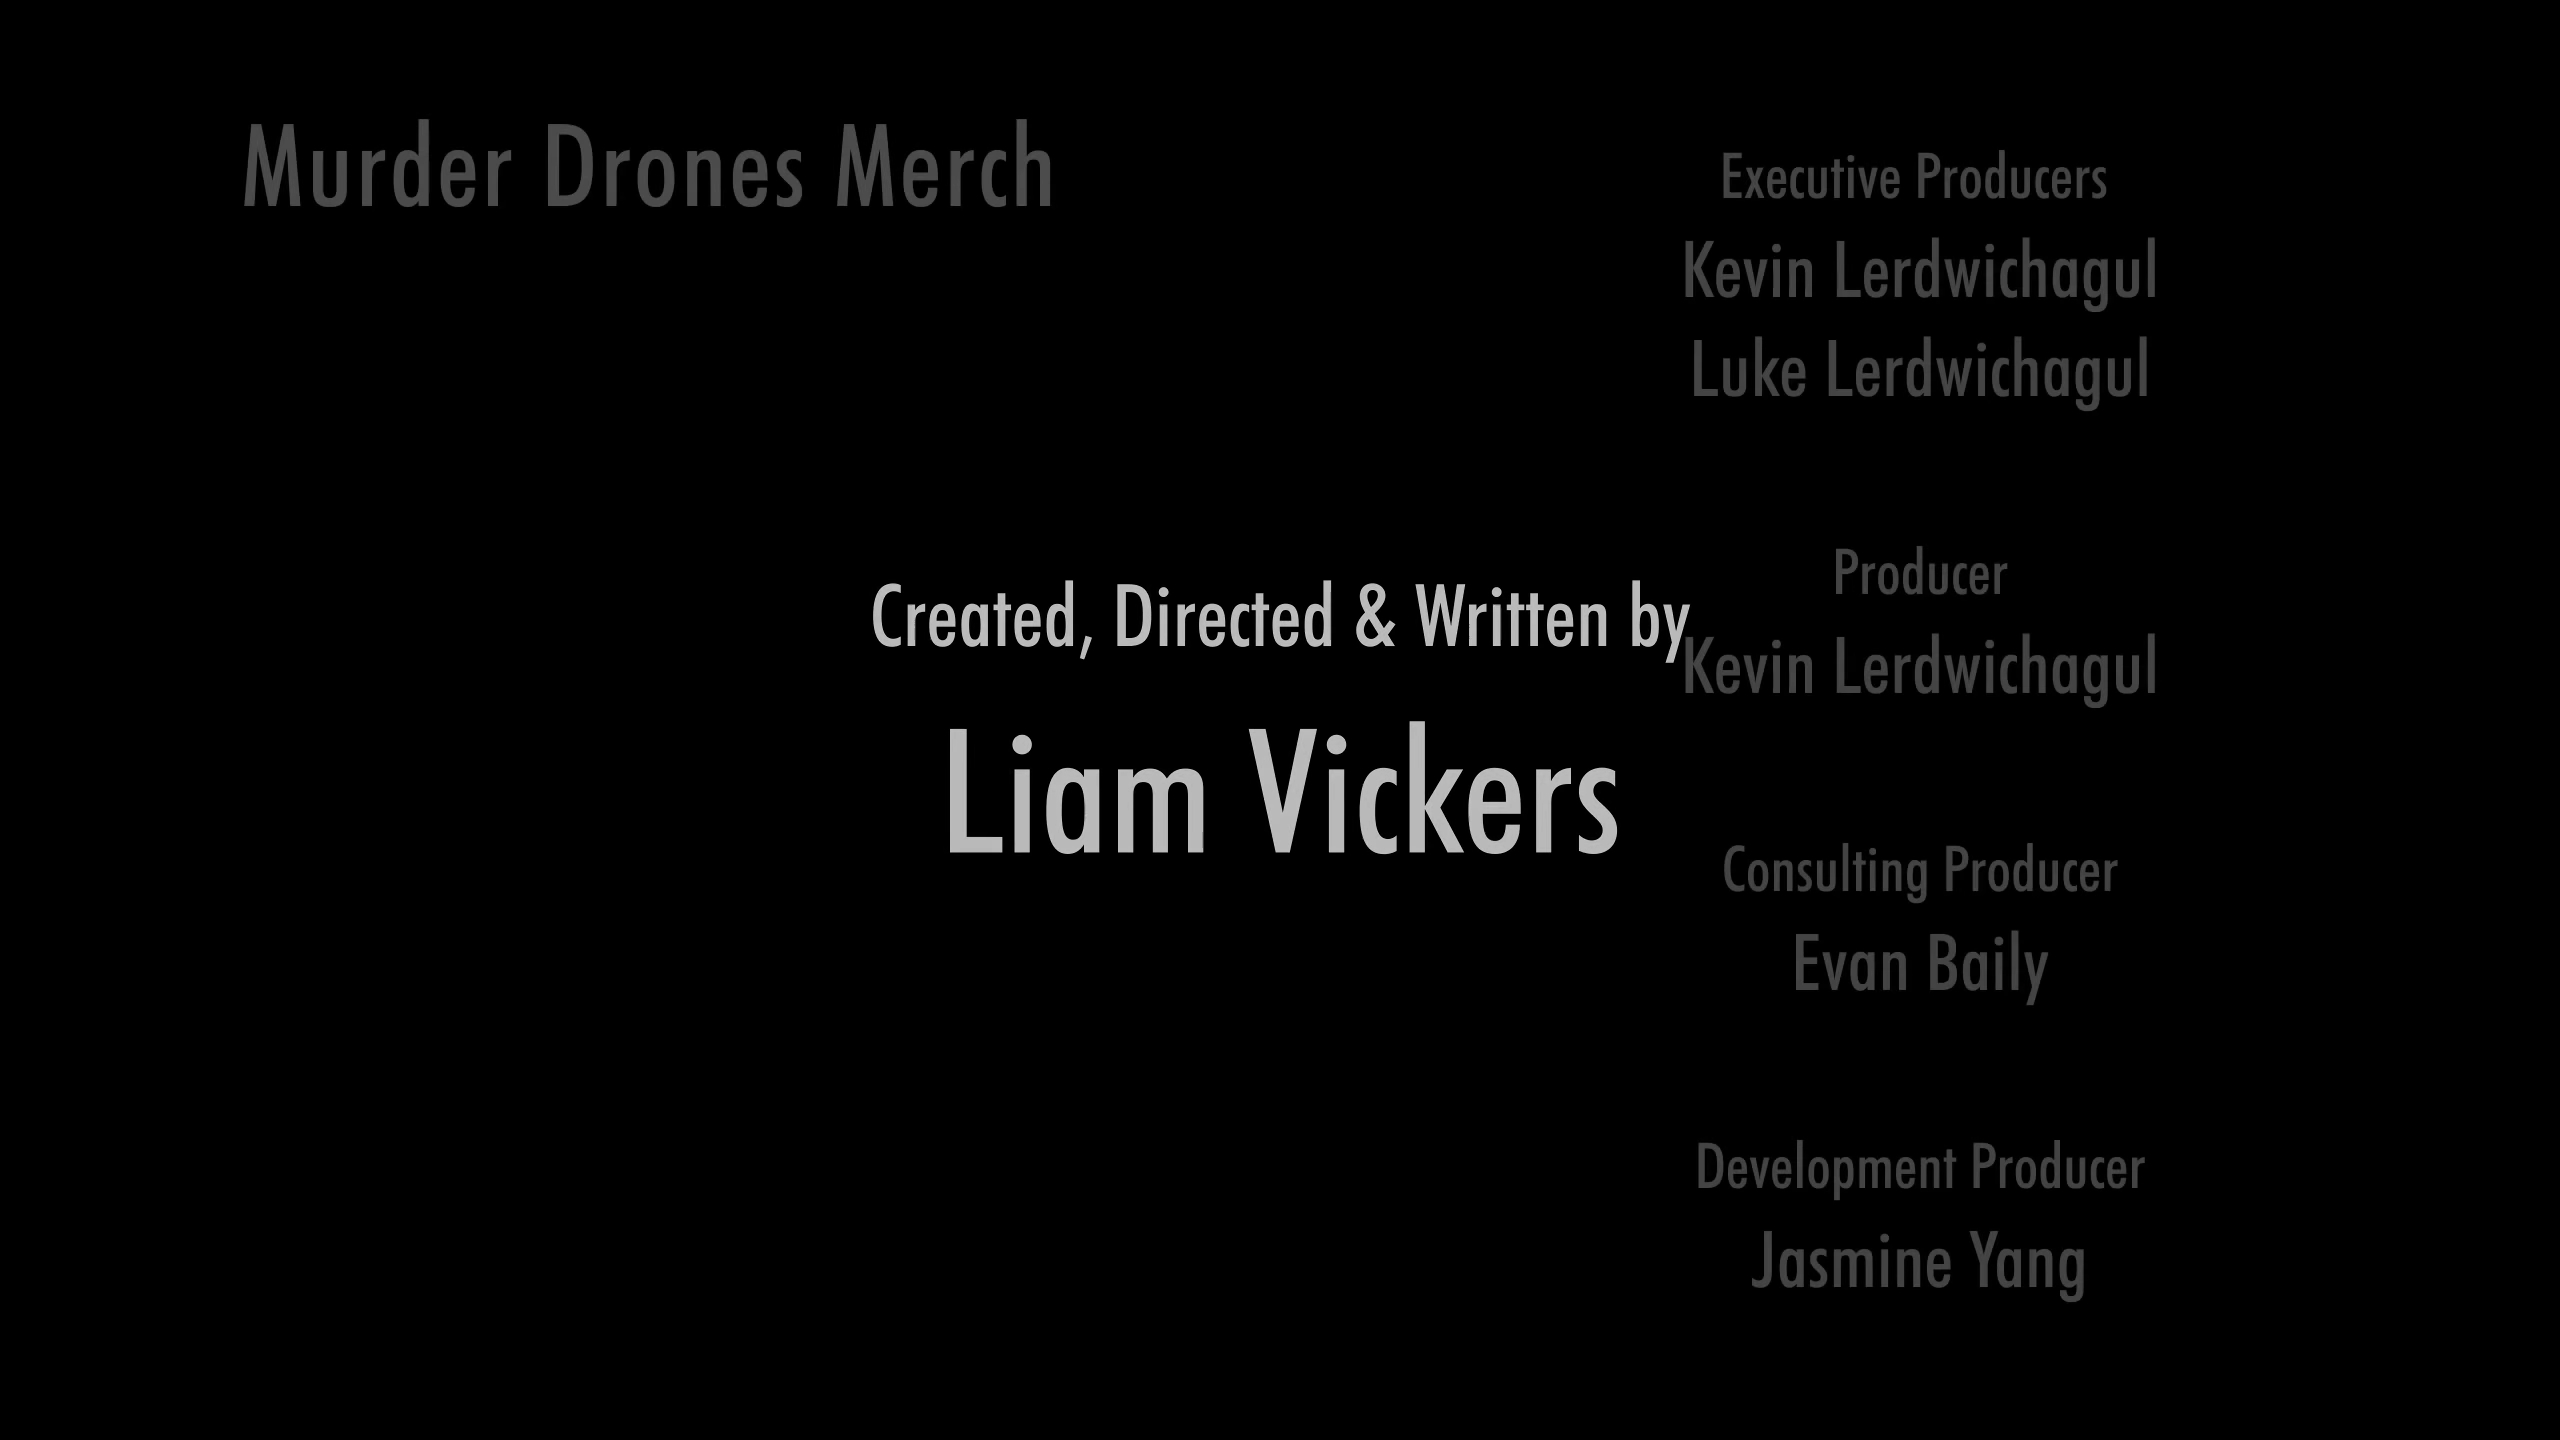 Murder Drones Merch
Created, Directed & Written by
Liam Vickers
Executive Producers
Kevin Lerdwichagul
Luke Lerdwichagul
Producer
Kevin Lerdwichagul
Consulting Producer
Evan Baily
Development Producer
Jasmine Yang